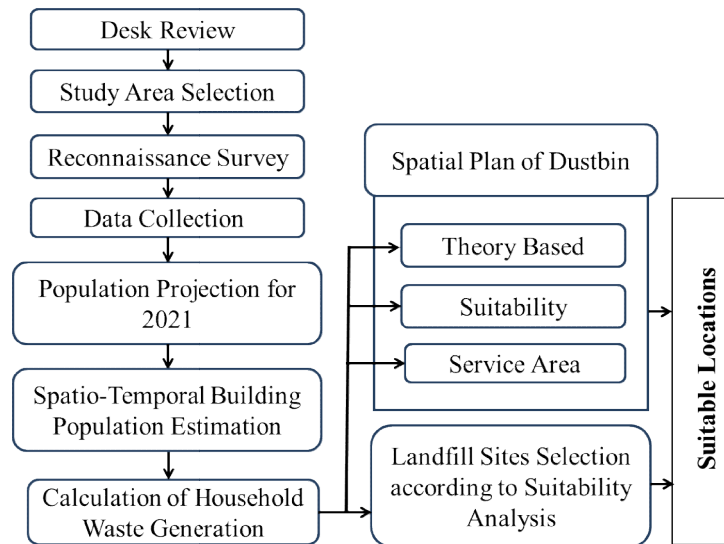 Desk Review
Study Area Selection
Reconnaissance Survey
Data Collection
Population Projection for
2021
Spatio-Temporal Building
Population Estimation
Calculation of Household
Waste Generation
Spatial Plan of Dustbin
Theory Based
Suitability
Service Area
Landfill Sites Selection
according to Suitability
Analysis
Suitable Locations